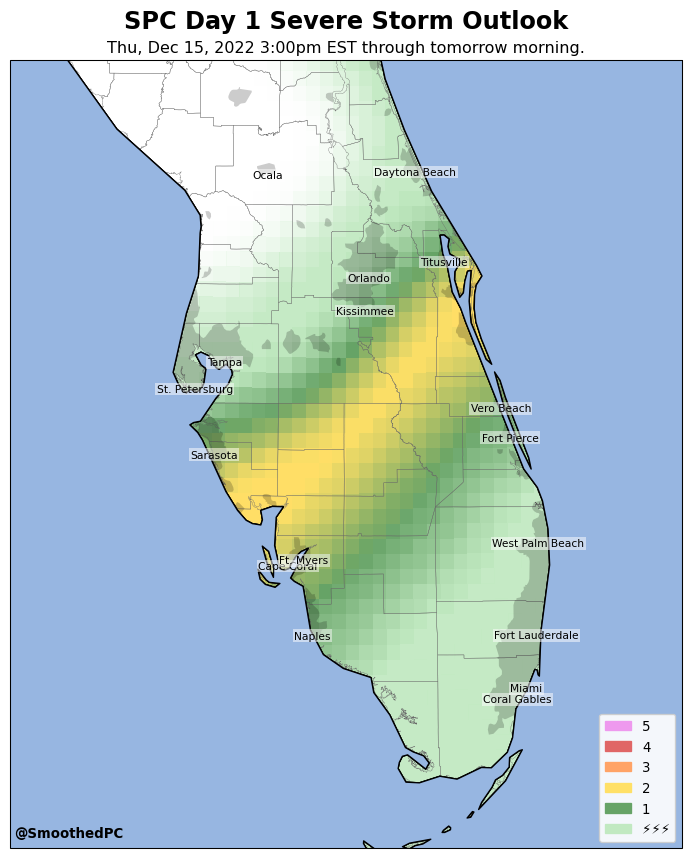 SPC Day 1 Severe Storm Outlook
Thu, Dec 15, 2022 3:00pm EST through tomorrow morning.
Daytona Beach
Ocala
Titusville
Orlando
Kissimmee
Tampa
St. Petersburg
Vero Beach
Fort Pierce
Sarasota
West Palm Beach
Ft. Myers
Cape Coral
Naples
Fort Lauderdale
Miami
Coral Gables
5
4
3
2
1
⚡⚡⚡
@SmoothedPC